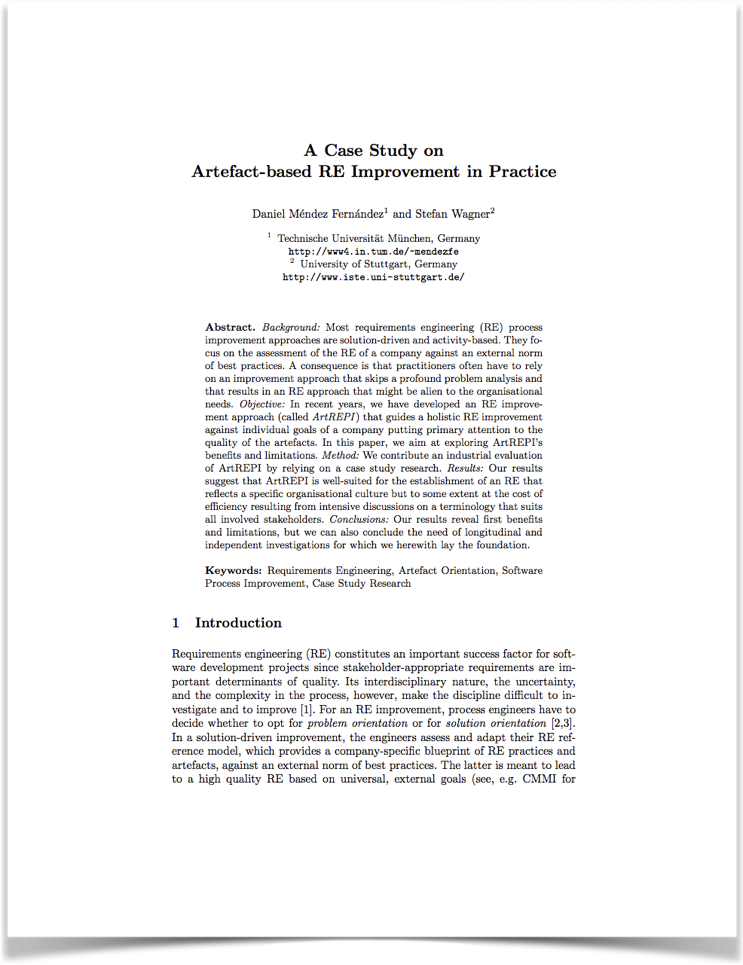 A Case Study on
Artefact-based RE Improvement in Practice
Daniel Méndez Fernández¹ and Stefan Wagner²
¹ Technische Universität München, Germany
http://www4.in.tum.de/~mendezfe
² University of Stuttgart, Germany
http://www.iste.uni-stuttgart.de/
Abstract. Background: Most requirements engineering (RE) process
improvement approaches are solution-driven and activity-based. They fo-
cus on the assessment of the RE of a company against an external norm
of best practices. A consequence is that practitioners often have to rely
on an improvement approach that skips a profound problem analysis and
that results in an RE approach that might be alien to the organisational
needs. Objective: In recent years, we have developed an RE improve-
ment approach (called ArtREPI) that guides a holistic RE improvement
against individual goals of a company putting primary attention to the
quality of the artefacts. In this paper, we aim at exploring ArtREPI's
benefits and limitations. Method: We contribute an industrial evaluation
of ArtREPI by relying on a case study research. Results: Our results
suggest that ArtREPI is well-suited for the establishment of an RE that
reflects a specific organisational culture but to some extent at the cost of
efficiency resulting from intensive discussions on a terminology that suits
all involved stakeholders. Conclusions: Our results reveal first benefits
and limitations, but we can also conclude the need of longitudinal and
independent investigations for which we herewith lay the foundation.
Keywords: Requirements Engineering, Artefact Orientation, Software
Process Improvement, Case Study Research
1 Introduction
Requirements engineering (RE) constitutes an important success factor for soft-
ware development projects since stakeholder-appropriate requirements are im-
portant determinants of quality. Its interdisciplinary nature, the uncertainty,
and the complexity in the process, however, make the discipline difficult to in-
vestigate and to improve [1]. For an RE improvement, process engineers have to
decide whether to opt for problem orientation or for solution orientation [2,3].
In a solution-driven improvement, the engineers assess and adapt their RE ref-
erence model, which provides a company-specific blueprint of RE practices and
artefacts, against an external norm of best practices. The latter is meant to lead
to a high quality RE based on universal, external goals (see, e.g. CMMI for